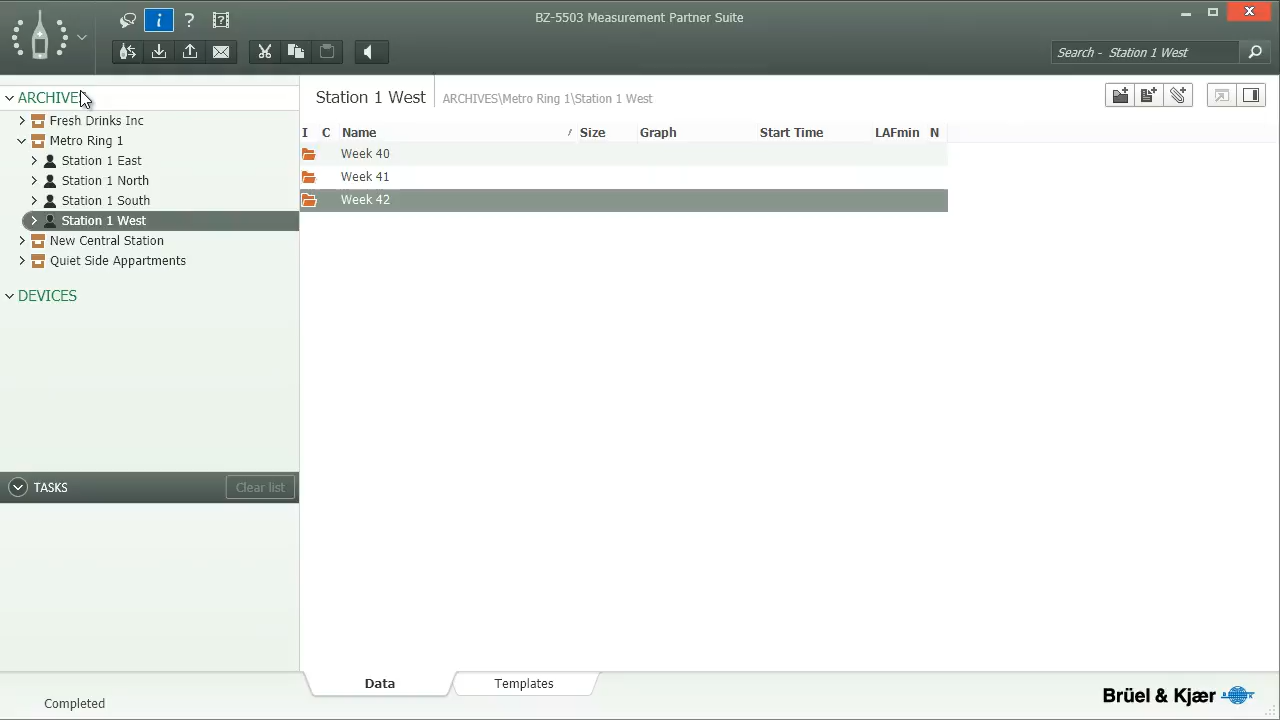 BZ-5503 Measurement Partner Suite
Search - Station 1 West
ARCHIVES
Fresh Drinks Inc
Metro Ring 1
Station 1 East
Station 1 North
Station 1 South
Station 1 West
New Central Station
Quiet Side Appartments
DEVICES
TASKS
Clear list
Completed
Station 1 West
ARCHIVES\Metro Ring 1\Station 1 West
I C Name / Size Graph Start Time LAFmin N
Week 40
Week 41
Week 42
Data
Templates
Brüel & Kjær